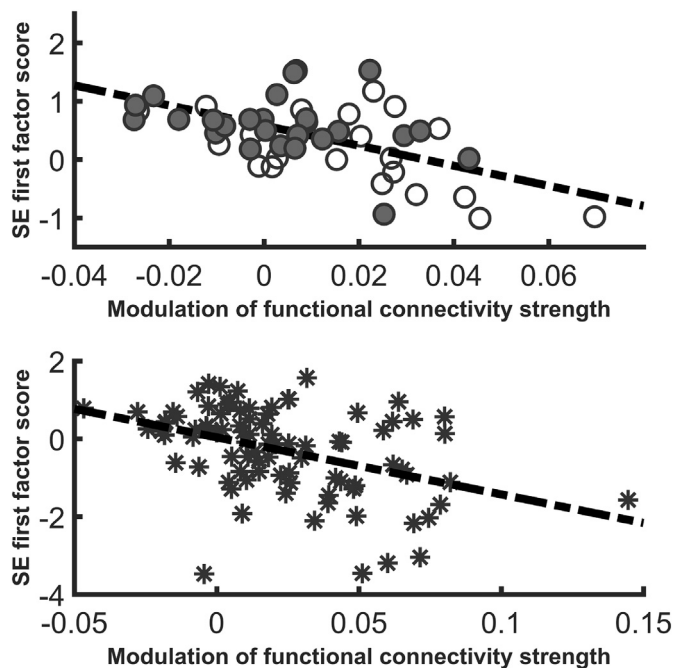 SE first factor score
2
1
0
-1
-0.04 -0.02 0 0.02 0.04 0.06
Modulation of functional connectivity strength
SE first factor score
2
0
-2
-4
-0.05 0 0.05 0.1 0.15
Modulation of functional connectivity strength